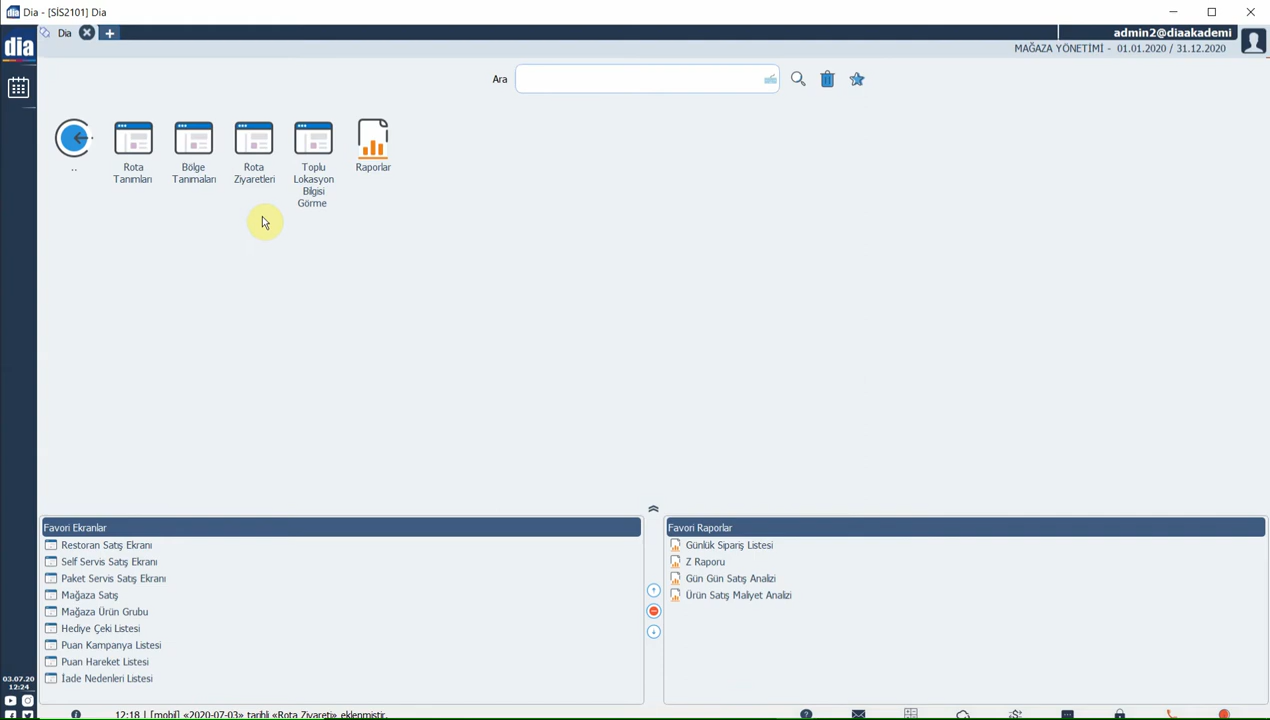 Dia - [SİS2101] Dia
dia
Dia
admin2@diaakademi
MAĞAZA YÖNETİMİ - 01.01.2020 / 31.12.2020
Ara
..
Rota
Tanımları
Bölge
Tanımaları
Rota
Ziyaretleri
Toplu
Lokasyon
Bilgisi
Görme
Raporlar
Favori Ekranlar
Restoran Satış Ekranı
Self Servis Satış Ekranı
Paket Servis Satış Ekranı
Mağaza Satış
Mağaza Ürün Grubu
Hediye Çeki Listesi
Puan Kampanya Listesi
Puan Hareket Listesi
İade Nedenleri Listesi
Favori Raporlar
Günlük Sipariş Listesi
Z Raporu
Gün Gün Satış Analizi
Ürün Satış Maliyet Analizi
03.07.20
12:24
12:18 | [mobil] «2020-07-03» tarihli «Rota Ziyareti» eklenmiştir.